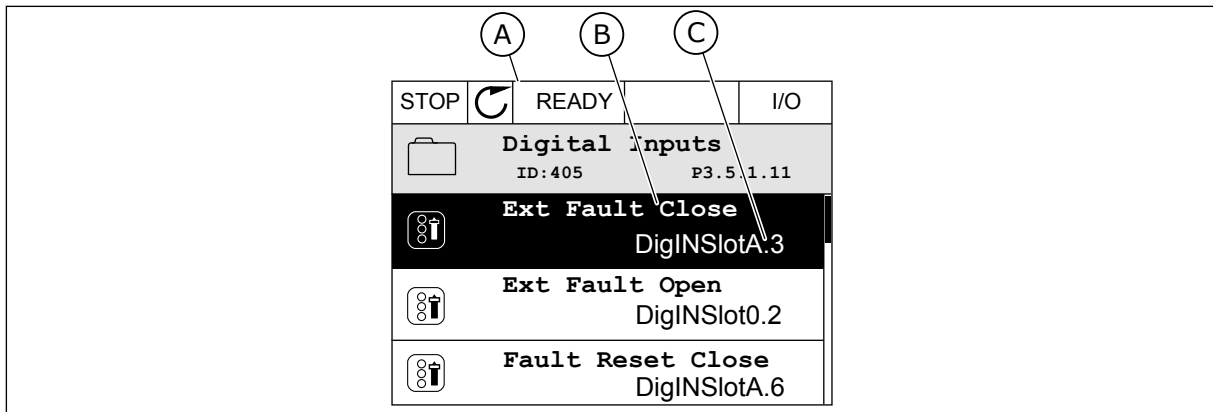 A B C
STOP READY I/O
Digital Inputs
ID:405 P3.5.1.11
Ext Fault Close
DigINSlotA.3
Ext Fault Open
DigINSlot0.2
Fault Reset Close
DigINSlotA.6